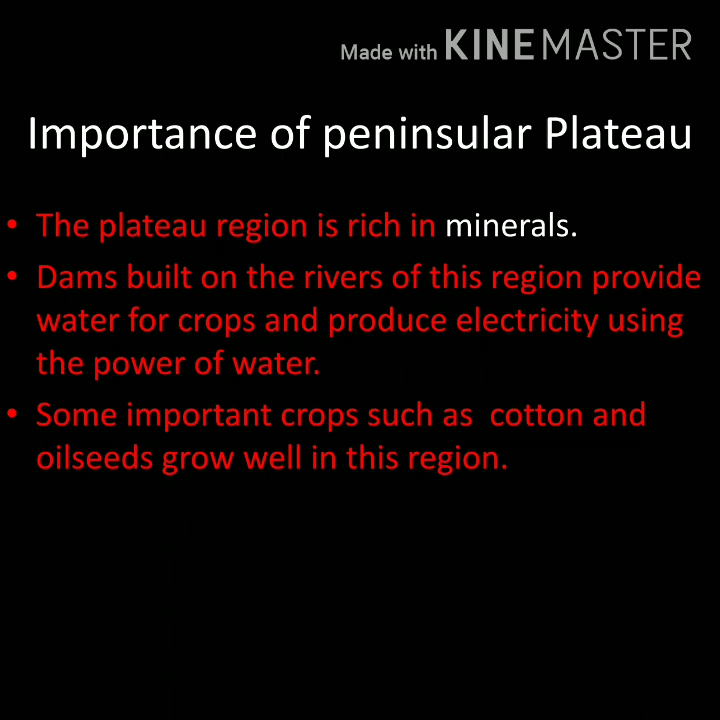 Made with KINEMASTER
Importance of peninsular Plateau
• The plateau region is rich in minerals.
• Dams built on the rivers of this region provide
water for crops and produce electricity using
the power of water.
• Some important crops such as  cotton and
oilseeds grow well in this region.